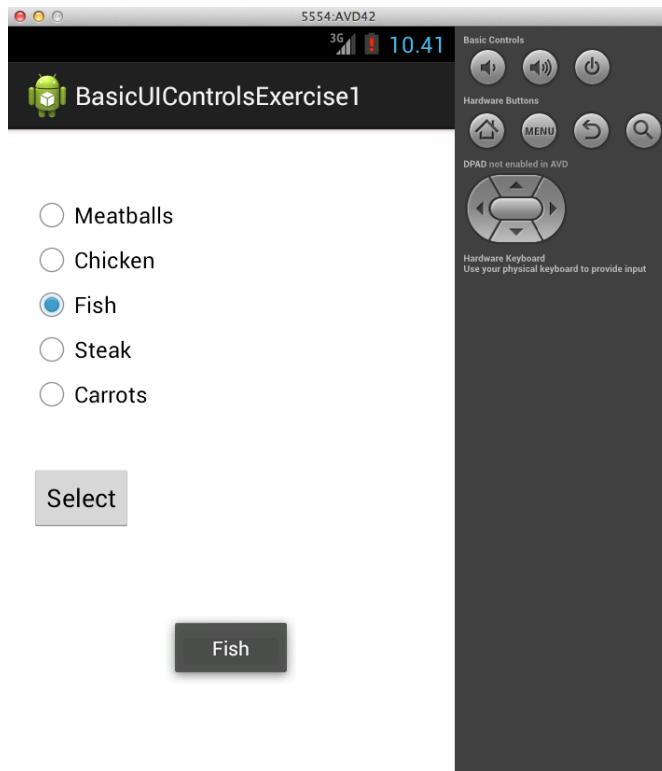 5554:AVD42
3G 10.41
BasicUIControlsExercise1
Meatballs
Chicken
Fish
Steak
Carrots
Select
Fish
Basic Controls
Hardware Buttons
MENU
DPAD not enabled in AVD
Hardware Keyboard
Use your physical keyboard to provide input